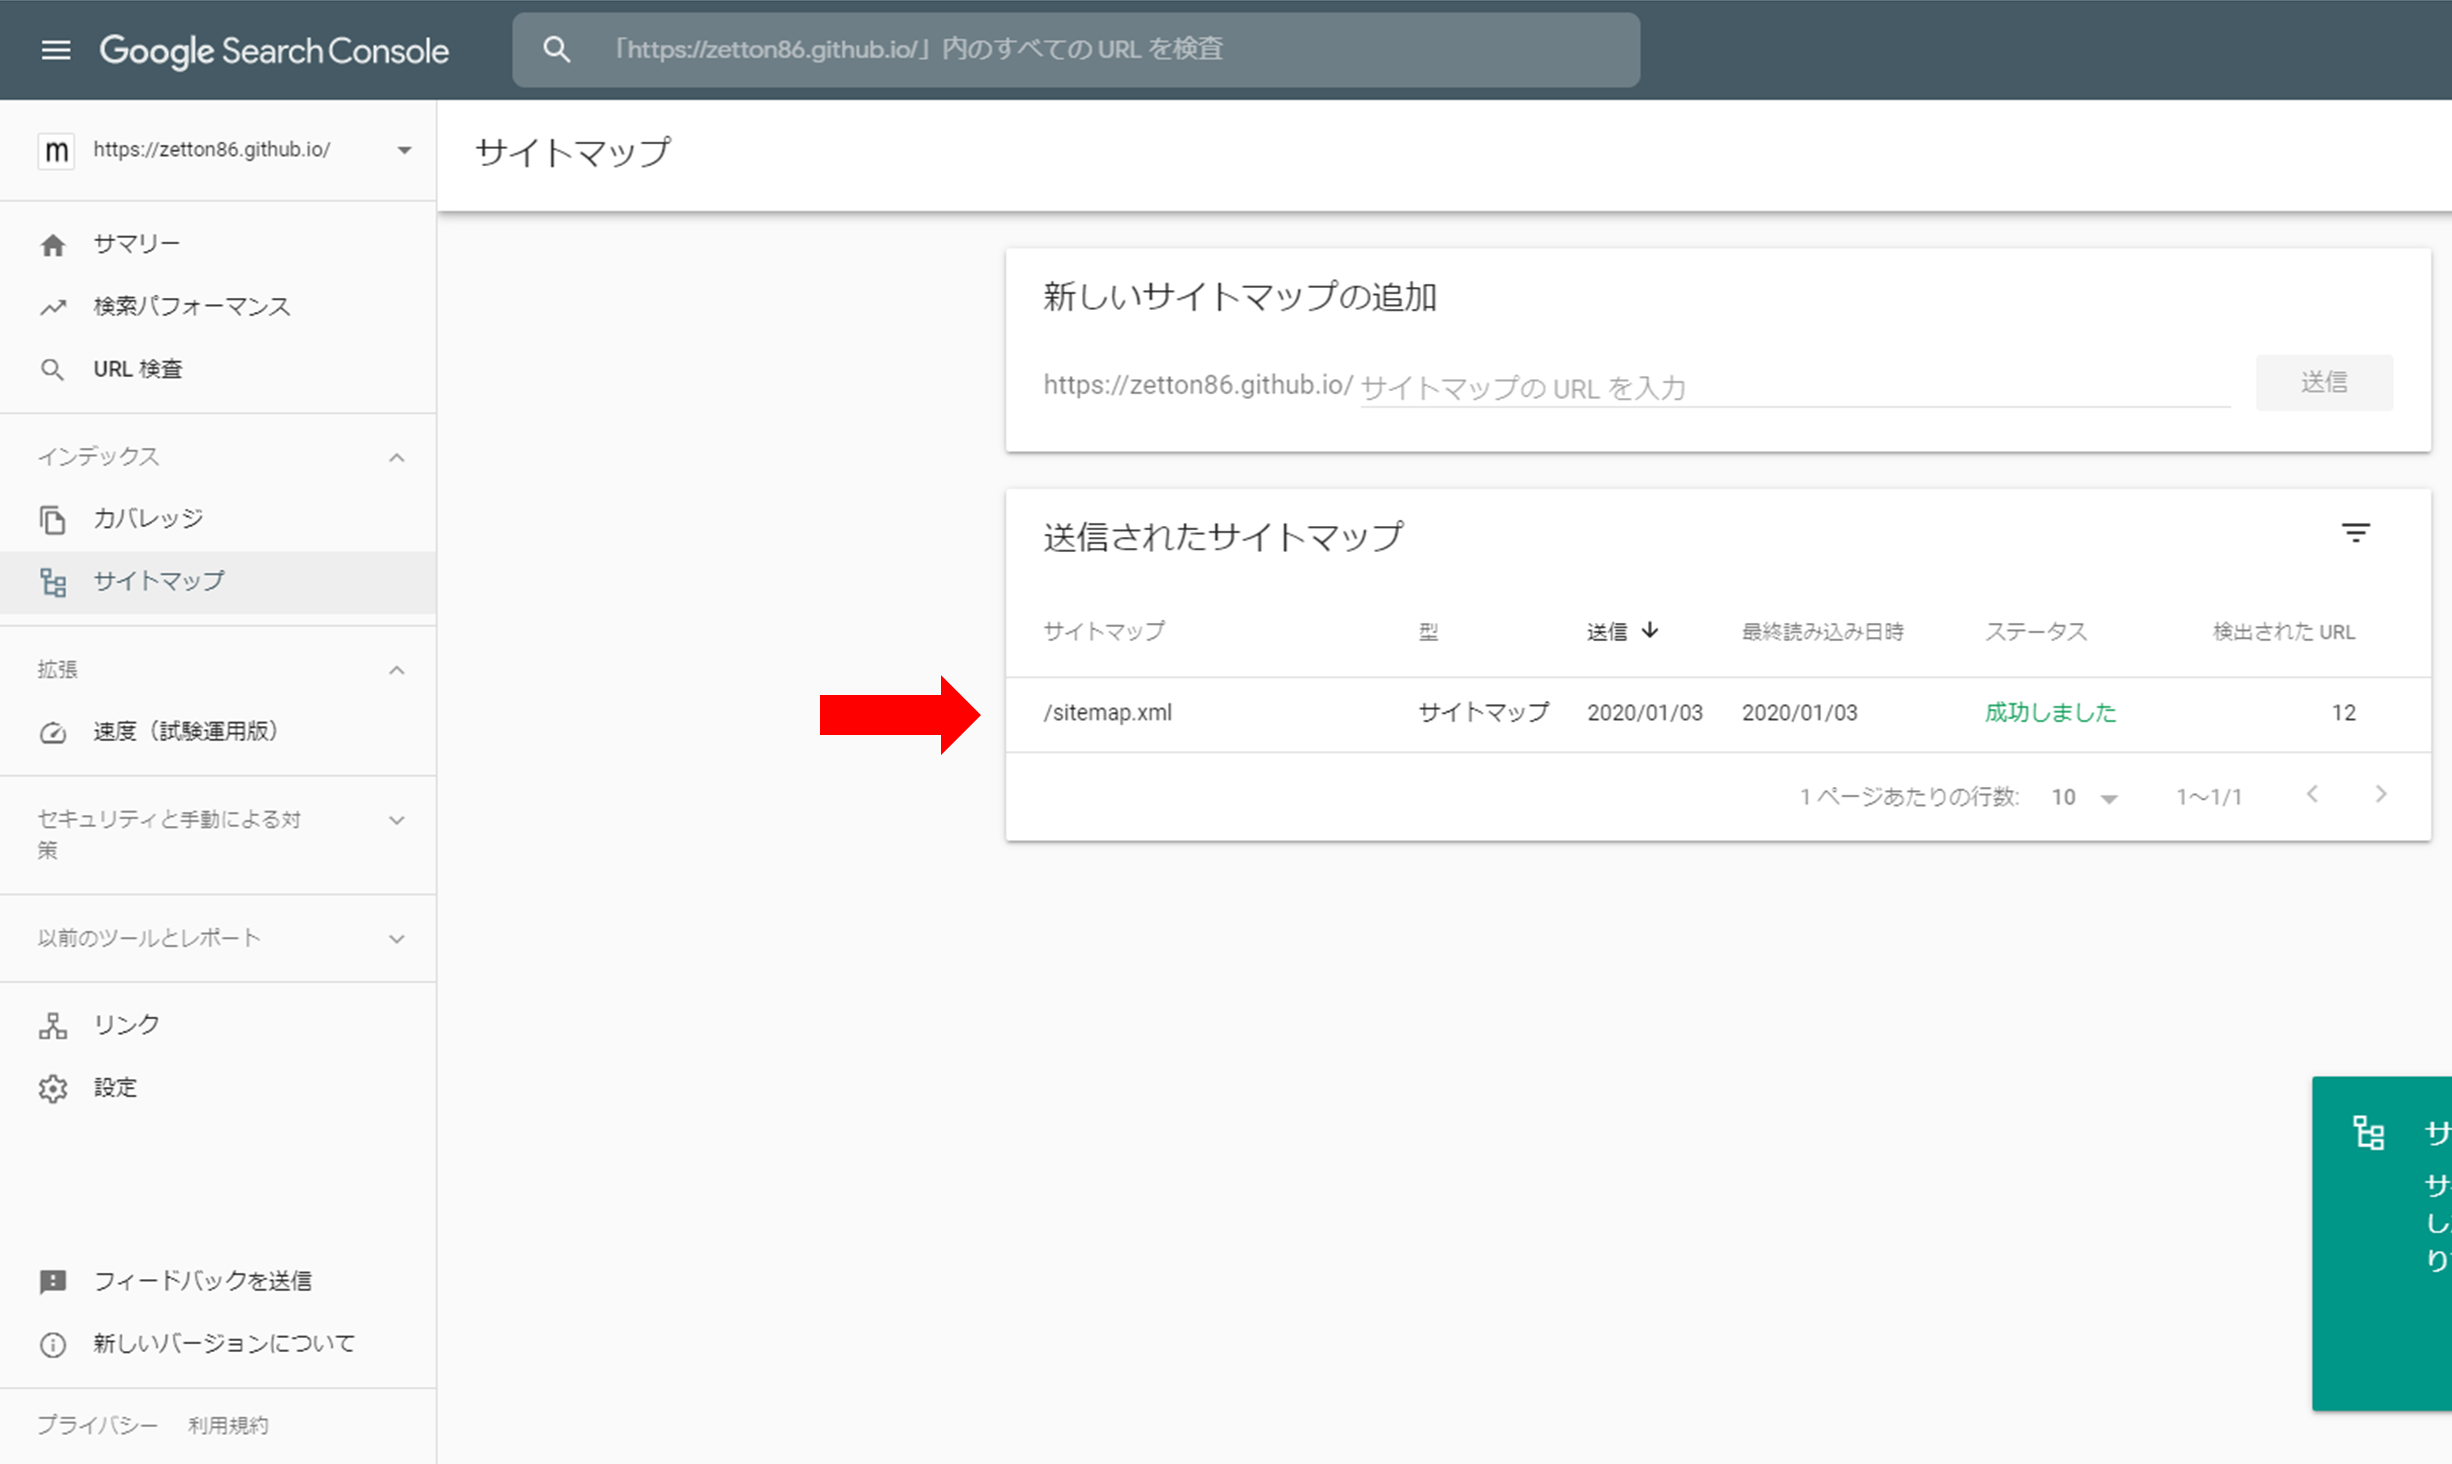 Google Search Console
「https://zetton86.github.io/」内のすべての URL を検査
m
https://zetton86.github.io/
サマリー
検索パフォーマンス
URL 検査
インデックス
カバレッジ
サイトマップ
拡張
速度（試験運用版）
セキュリティと手動による対
策
以前のツールとレポート
リンク
設定
フィードバックを送信
新しいバージョンについて
プライバシー 利用規約
サイトマップ
新しいサイトマップの追加
https://zetton86.github.io/ サイトマップの URL を入力 送信
送信されたサイトマップ
サイトマップ 型 送信 最終読み込み日時 ステータス 検出された URL
/sitemap.xml サイトマップ 2020/01/03 2020/01/03 成功しました 12
1 ページあたりの行数: 10 1～1/1
サ
サ
し
り